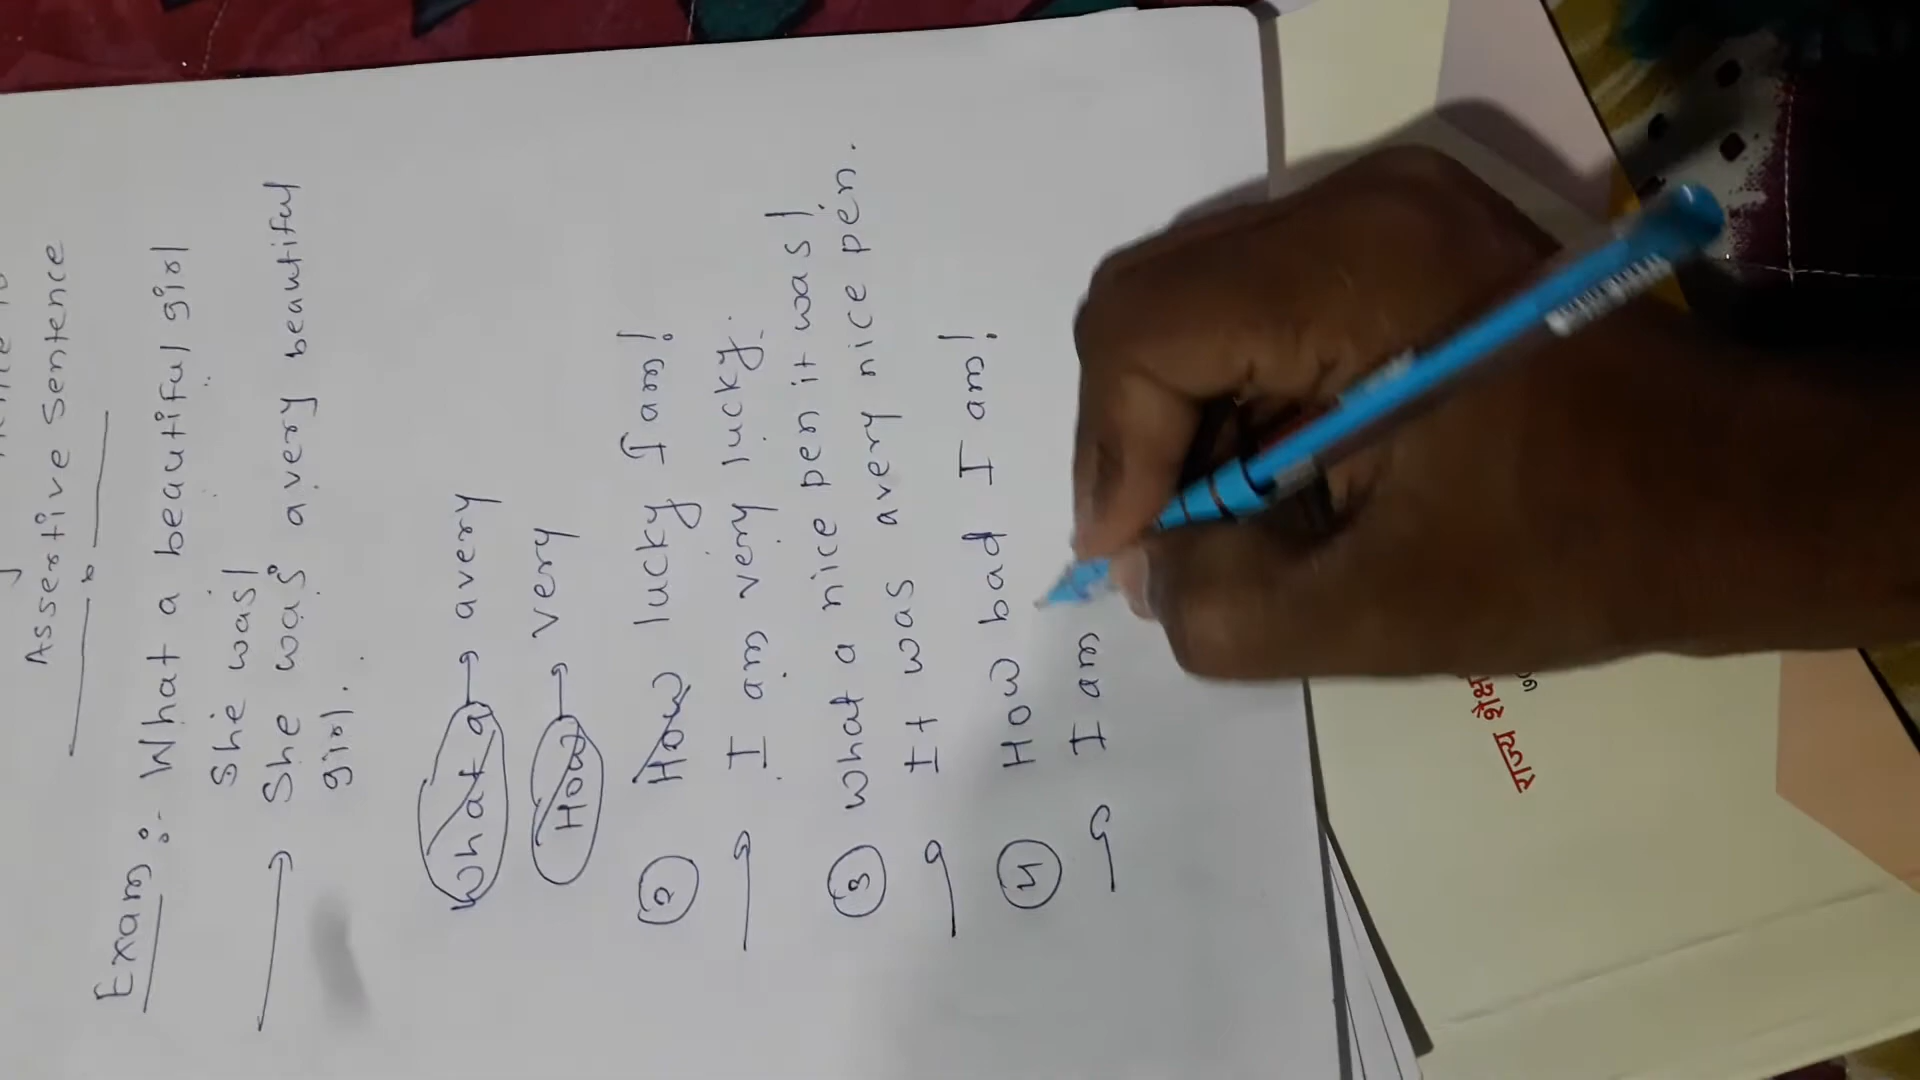 Assertive sentence
Exam:- What a beautiful girl
she was!
She was a very beautiful
girl.
what a → a very
How → very
② How lucky I am!
I am very lucky.
③ what a nice pen it was!
It was a very nice pen.
④ How bad I am!
I am
राज्य